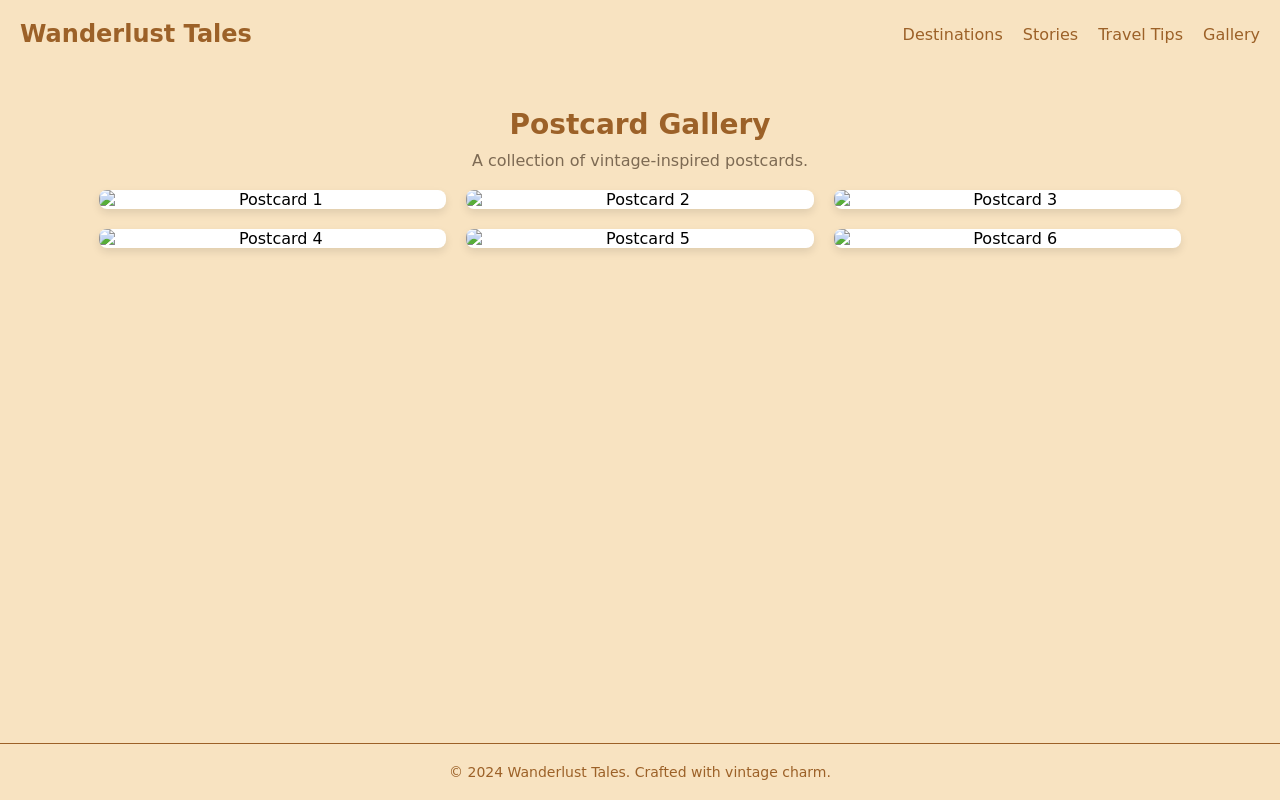 Wanderlust Tales
Destinations Stories Travel Tips Gallery
Postcard Gallery
A collection of vintage-inspired postcards.
Postcard 1 Postcard 2 Postcard 3
Postcard 4 Postcard 5 Postcard 6
© 2024 Wanderlust Tales. Crafted with vintage charm.